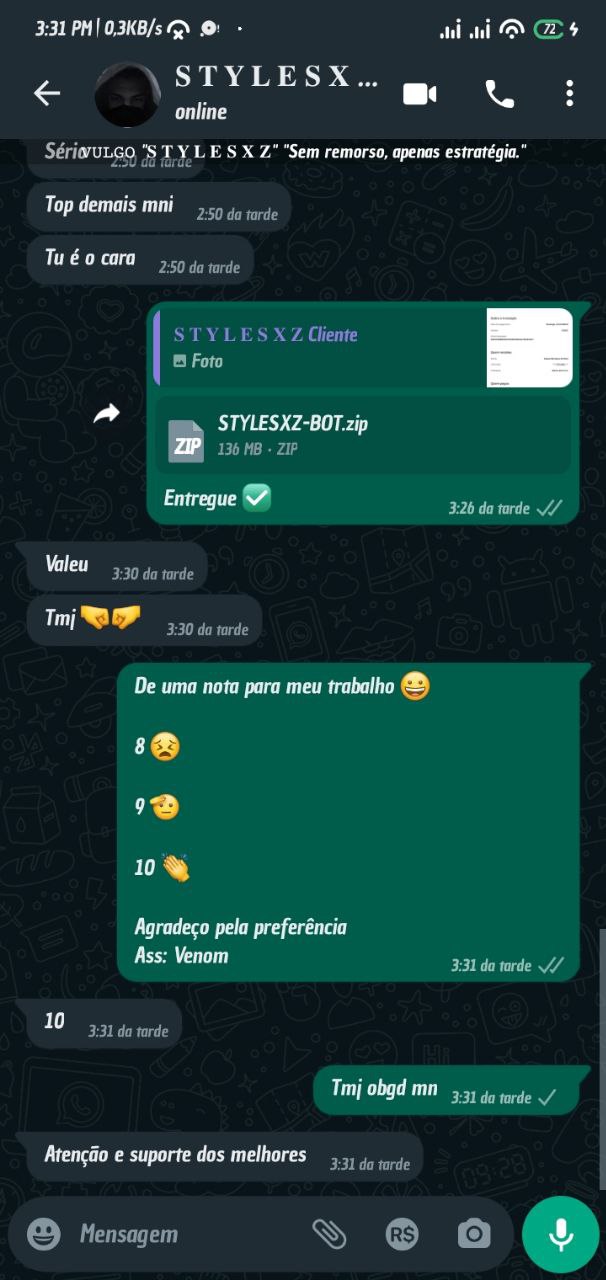 3:31 PM | 0,3KB/s
72
S T Y L E S X ...
online
Sério
2:50 da tarde
VULGO "S T Y L E S X Z" "Sem remorso, apenas estratégia."
Top demais mni 2:50 da tarde
Tu é o cara 2:50 da tarde
S T Y L E S X Z Cliente
Foto
STYLESXZ-BOT.zip
ZIP
136 MB · ZIP
Entregue ✅
3:26 da tarde
Valeu 3:30 da tarde
Tmj 🤜🤛 3:30 da tarde
De uma nota para meu trabalho 😀
8 😣
9 🫡
10 👏
Agradeço pela preferência
Ass: Venom
3:31 da tarde
10 3:31 da tarde
Tmj obgd mn 3:31 da tarde
Atenção e suporte dos melhores 3:31 da tarde
Mensagem
R$